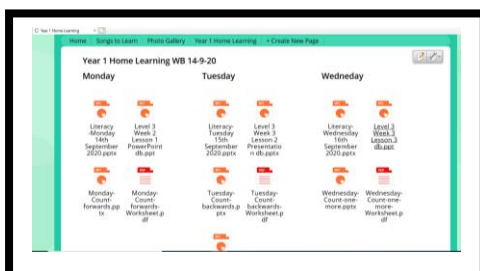 Year 1 Home Learning
Home Songs to Learn Photo Gallery Year 1 Home Learning + Create New Page
Year 1 Home Learning WB 14-9-20
Monday Tuesday Wedneday
Literacy
-Monday
14th
September
2020.pptx
Level 3
Week 2
Lesson 1
PowerPoint
db.ppt
Literacy-
Tuesday
15th
September
2020.pptx
Level 3
Week 3
Lesson 2
Presentatio
n db.pptx
Literacy-
Wednesday
16th
September
2020.pptx
Level 3
Week 3
Lesson 3
db.ppt
Monday-
Count-
forwards.pp
tx
Monday-
Count-
forwards-
Worksheet.p
df
Tuesday-
Count-
backwards.p
ptx
Tuesday-
Count-
backwards-
Worksheet.p
df
Wednesday-
Count-one-
more.pptx
Wednesday-
Count-one-
more-
Worksheet.p
df